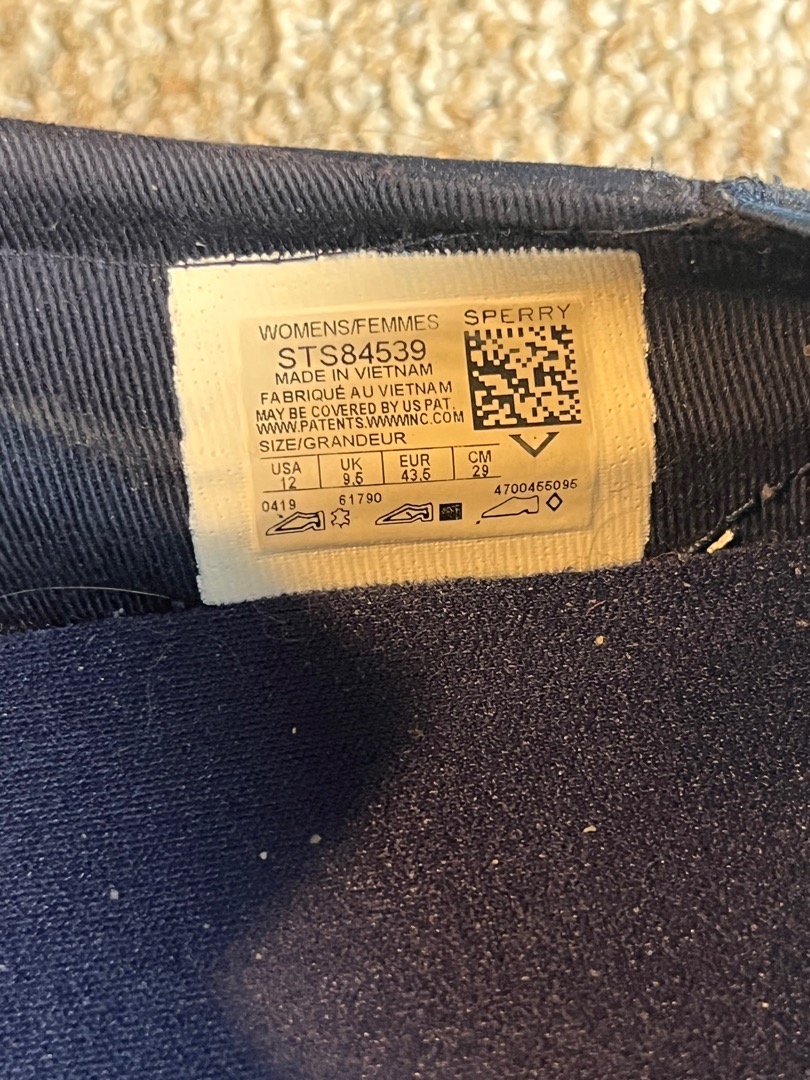 WOMENS/FEMMES SPERRY
STS84539
MADE IN VIETNAM
FABRIQUÉ AU VIETNAM
MAY BE COVERED BY US PAT.
WWW.PATENTS.WWWINC.COM
SIZE/GRANDEUR
USA UK EUR CM
12 9.5 43.5 29
0419 61790 4700455095